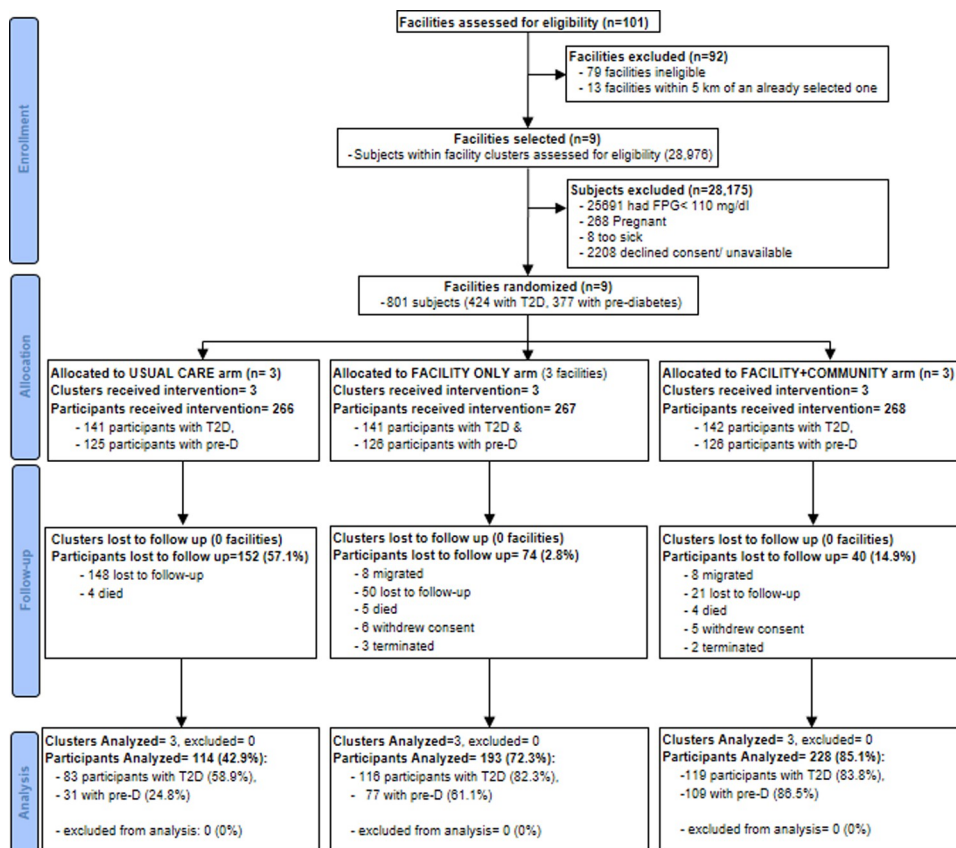 Facilities assessed for eligibility (n=101)
Facilities excluded (n=92)
- 79 facilities ineligible
- 13 facilities within 5 km of an already selected one
Enrollment
Facilities selected (n=9)
-Subjects within facility clusters assessed for eligibility (28,976)
Subjects excluded (n=28,175)
- 25691 had FPG< 110 mg/dl
- 268 Pregnant
- 8 too sick
- 2208 declined consent/ unavailable
Facilities randomized (n=9)
-801 subjects (424 with T2D, 377 with pre-diabetes)
Allocation
Allocated to USUAL CARE arm (n= 3)
Clusters received intervention= 3
Participants received intervention= 266
- 141 participants with T2D,
- 125 participants with pre-D
Allocated to FACILITY ONLY arm (3 facilities)
Clusters received intervention= 3
Participants received intervention= 267
- 141 participants with T2D &
- 126 participants with pre-D
Allocated to FACILITY+COMMUNITY arm (n= 3)
Clusters received intervention= 3
Participants received intervention= 268
- 142 participants with T2D,
- 126 participants with pre-D
Follow-up
Clusters lost to follow up (0 facilities)
Participants lost to follow up=152 (57.1%)
- 148 lost to follow-up
- 4 died
Clusters lost to follow up (0 facilities)
Participants lost to follow up= 74 (2.8%)
- 8 migrated
- 50 lost to follow-up
- 5 died
- 6 withdrew consent
- 3 terminated
Clusters lost to follow up (0 facilities)
Participants lost to follow up= 40 (14.9%)
- 8 migrated
- 21 lost to follow-up
- 4 died
- 5 withdrew consent
- 2 terminated
Analysis
Clusters Analyzed= 3, excluded= 0
Participants Analyzed= 114 (42.9%):
- 83 participants with T2D (58.9%),
- 31 with pre-D (24.8%)
- excluded from analysis: 0 (0%)
Clusters Analyzed=3, excluded= 0
Participants Analyzed= 193 (72.3%):
- 116 participants with T2D (82.3%),
- 77 with pre-D (61.1%)
- excluded from analysis= 0 (0%)
Clusters Analyzed= 3, excluded= 0
Participants Analyzed= 228 (85.1%):
-119 participants with T2D (83.8%),
-109 with pre-D (86.5%)
- excluded from analysis= 0 (0%)